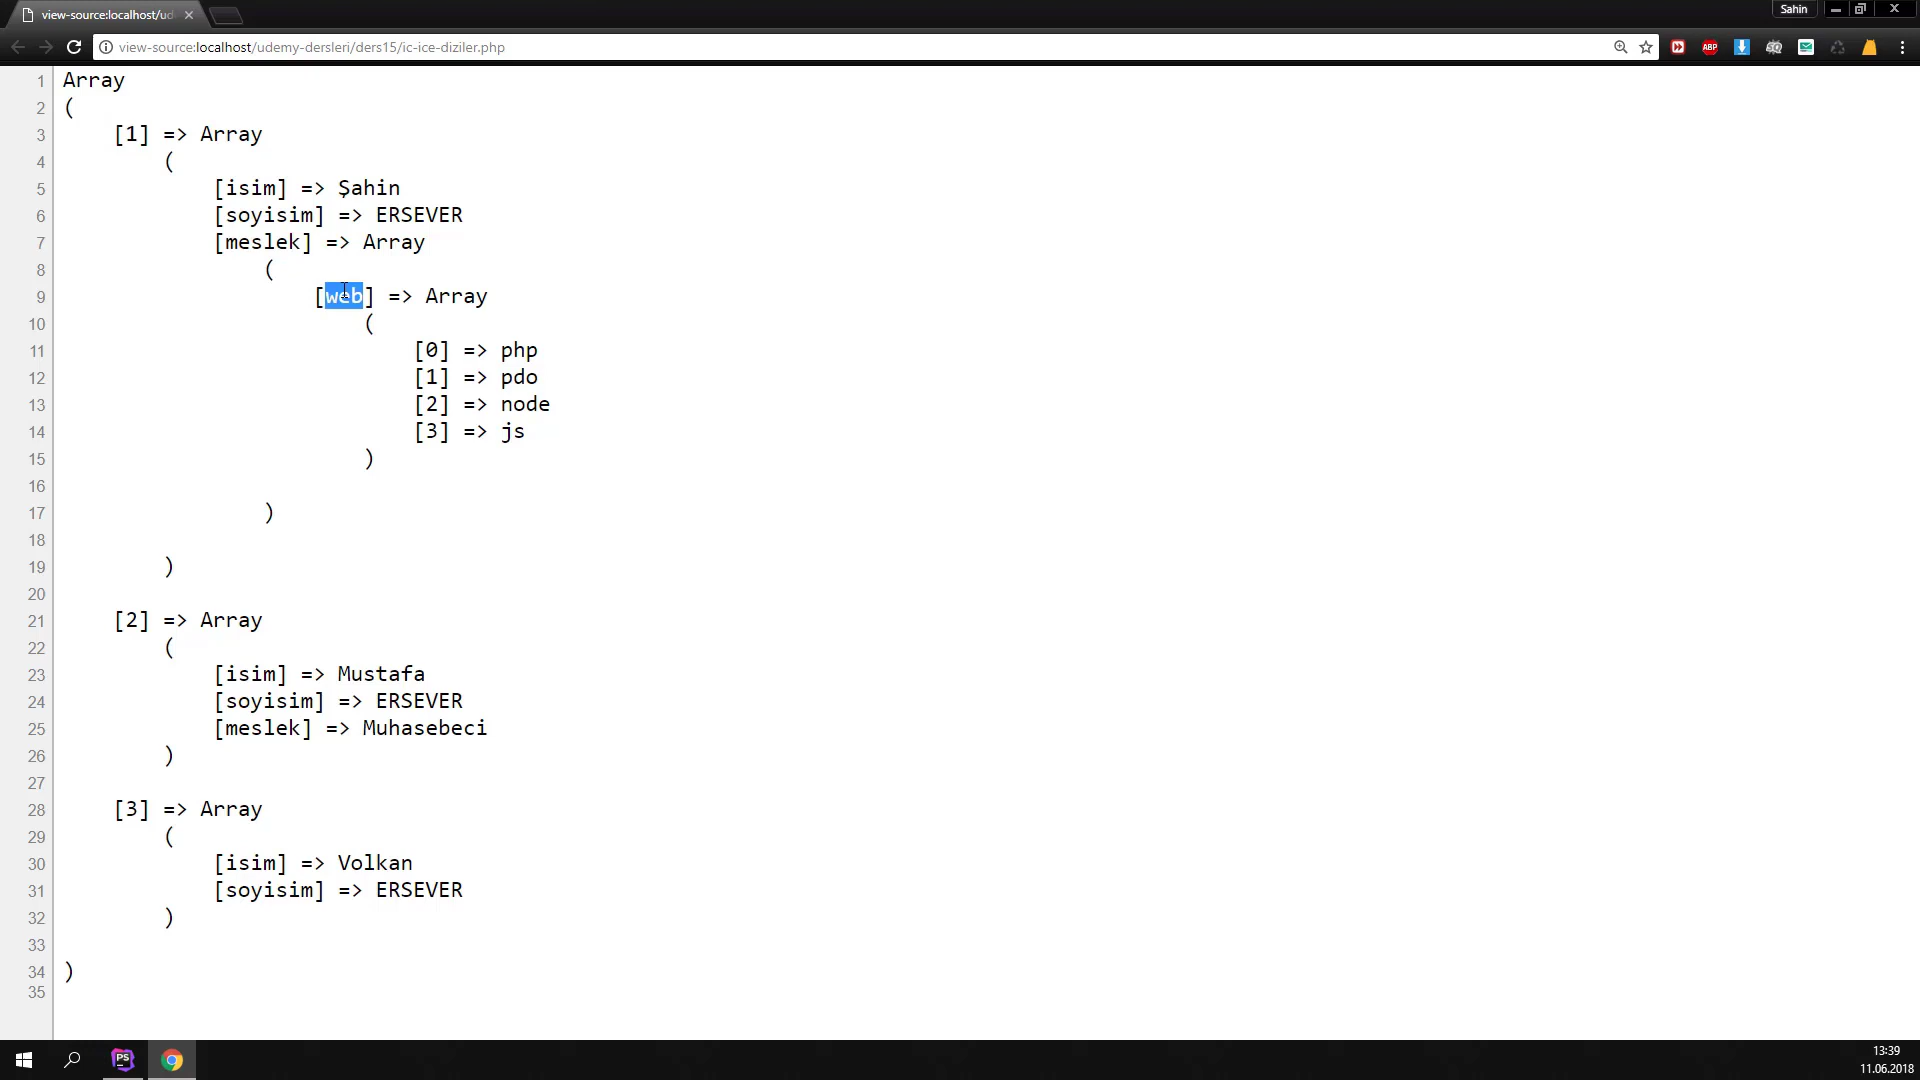 view-source:localhost/ud
Sahin
view-source:localhost/udemy-dersleri/ders15/ic-ice-diziler.php
ABP
1 Array
2 (
3 [1] => Array
4 (
5 [isim] => Şahin
6 [soyisim] => ERSEVER
7 [meslek] => Array
8 (
9 [web] => Array
10 (
11 [0] => php
12 [1] => pdo
13 [2] => node
14 [3] => js
15 )
16
17 )
18
19 )
20
21 [2] => Array
22 (
23 [isim] => Mustafa
24 [soyisim] => ERSEVER
25 [meslek] => Muhasebeci
26 )
27
28 [3] => Array
29 (
30 [isim] => Volkan
31 [soyisim] => ERSEVER
32 )
33
34 )
35
PS
13:39
11.06.2018